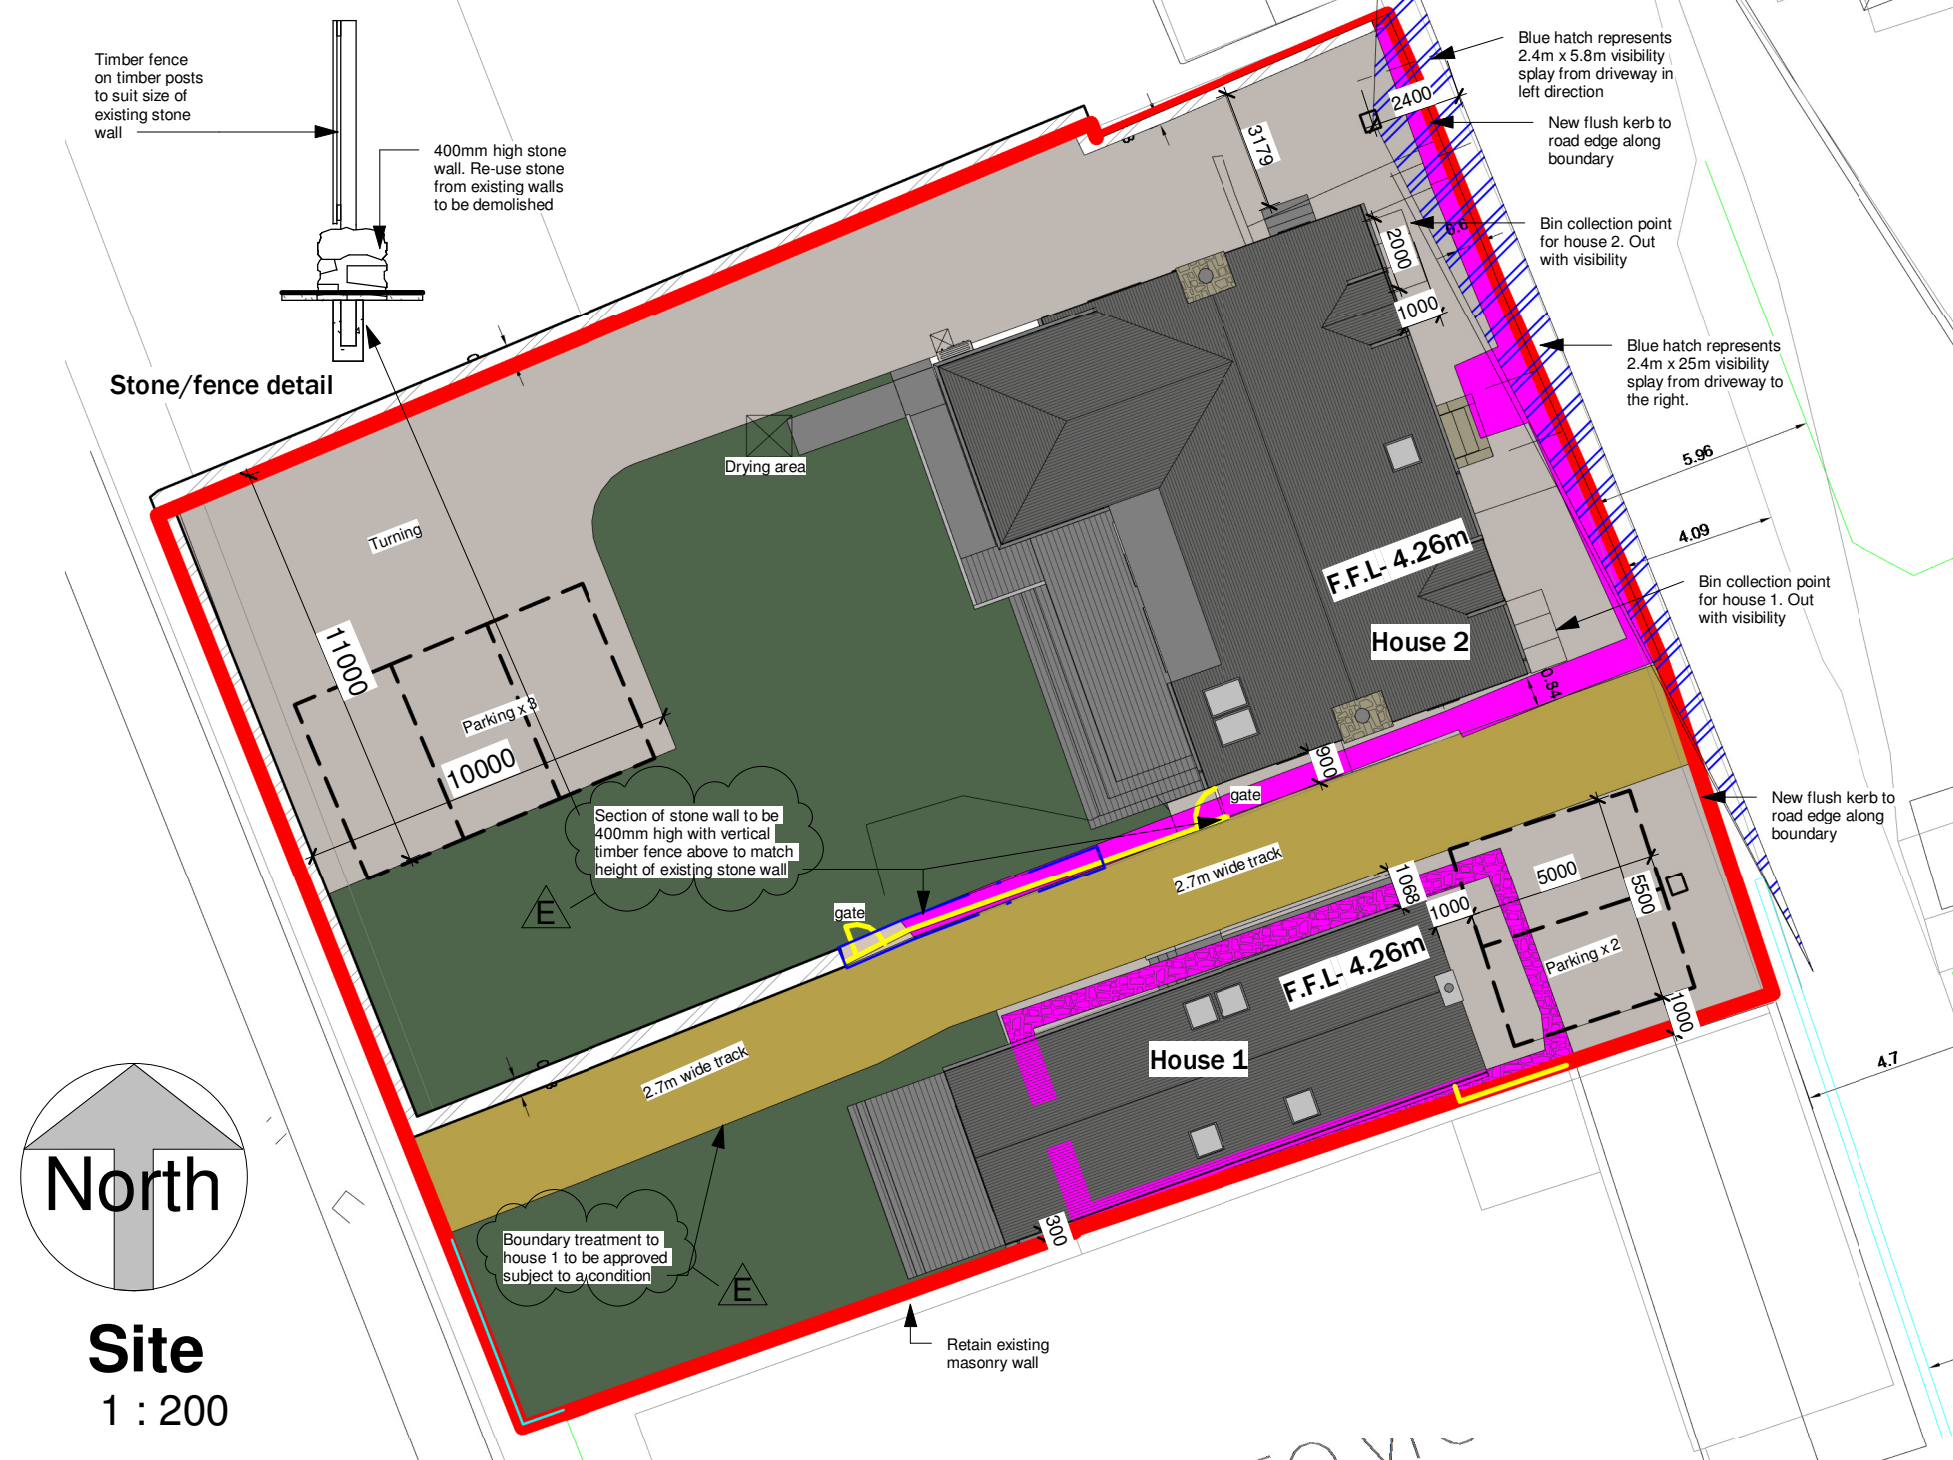 Timber fence
on timber posts
to suit size of
existing stone
wall
400mm high stone
wall. Re-use stone
from existing walls
to be demolished
Stone/fence detail
Blue hatch represents
2.4m x 5.8m visibility
splay from driveway in
left direction
2400
New flush kerb to
road edge along
boundary
3179
Bin collection point
for house 2. Out
with visibility
6.6
2000
1000
Blue hatch represents
2.4m x 25m visibility
splay from driveway to
the right.
5.96
4.09
Drying area
Turning
F.F.L- 4.26m
House 2
Bin collection point
for house 1. Out
with visibility
0.84
11000
Parking x 3
10000
900
gate
New flush kerb to
road edge along
boundary
Section of stone wall to be
400mm high with vertical
timber fence above to match
height of existing stone wall
E
gate
2.7m wide track
1068
1000
5000
5500
Parking x 2
1000
F.F.L- 4.26m
House 1
2.7m wide track
4.7
North
Boundary treatment to
house 1 to be approved
subject to a condition
E
300
Retain existing
masonry wall
Site
1 : 200